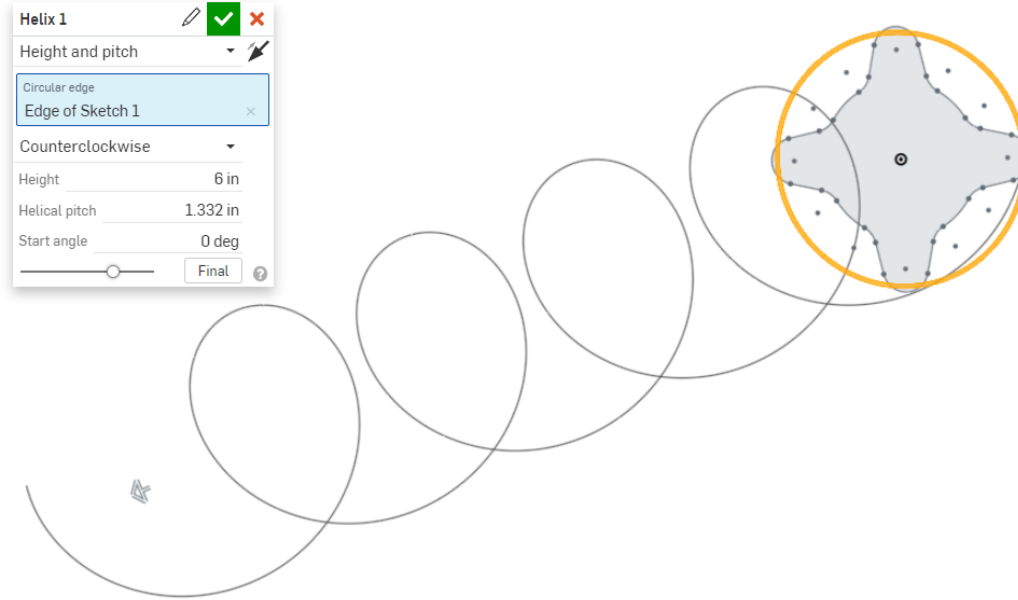 Helix 1
Height and pitch
Circular edge
Edge of Sketch 1
Counterclockwise
Height 6 in
Helical pitch 1.332 in
Start angle 0 deg
Final